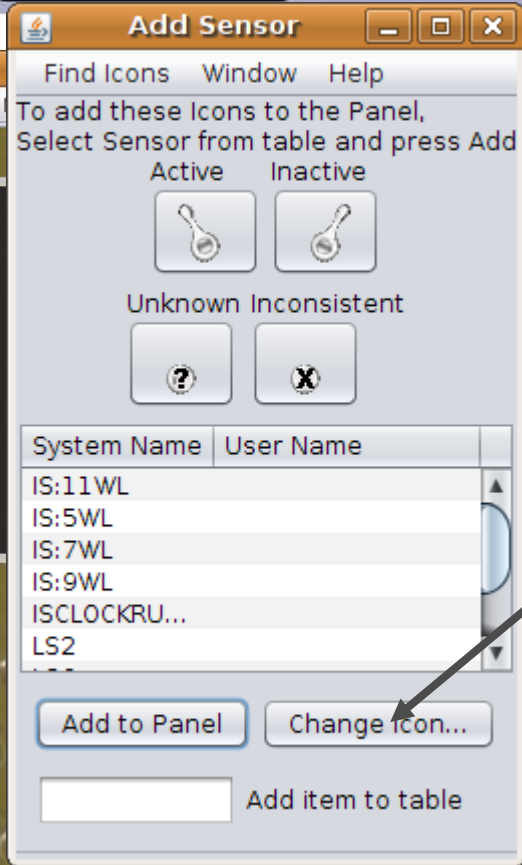 Add Sensor
Find Icons Window Help
To add these Icons to the Panel,
Select Sensor from table and press Add
Active Inactive
Unknown Inconsistent
? X
System Name User Name
IS:11WL
IS:5WL
IS:7WL
IS:9WL
ISCLOCKRU...
LS2
Add to Panel Change Icon...
Add item to table